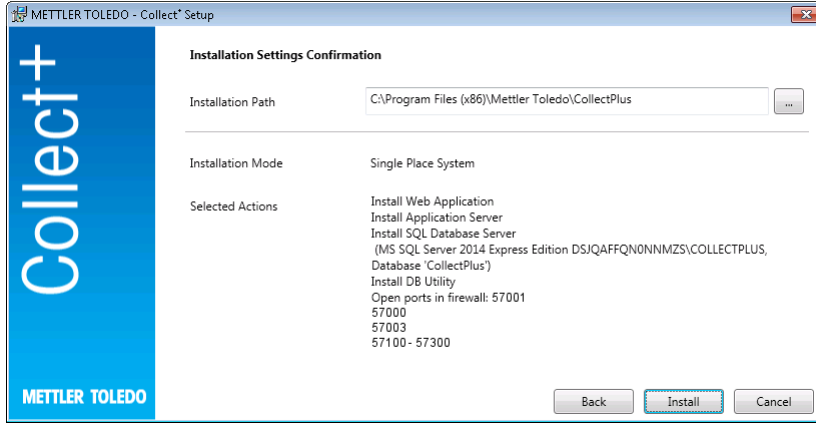 METTLER TOLEDO - Collect⁺ Setup
Collect+
METTLER TOLEDO
Installation Settings Confirmation
Installation Path
C:\Program Files (x86)\Mettler Toledo\CollectPlus
...
Installation Mode
Single Place System
Selected Actions
Install Web Application
Install Application Server
Install SQL Database Server
(MS SQL Server 2014 Express Edition DSJQAFFQN0NNMZS\COLLECTPLUS,
Database 'CollectPlus')
Install DB Utility
Open ports in firewall: 57001
57000
57003
57100 - 57300
Back
Install
Cancel